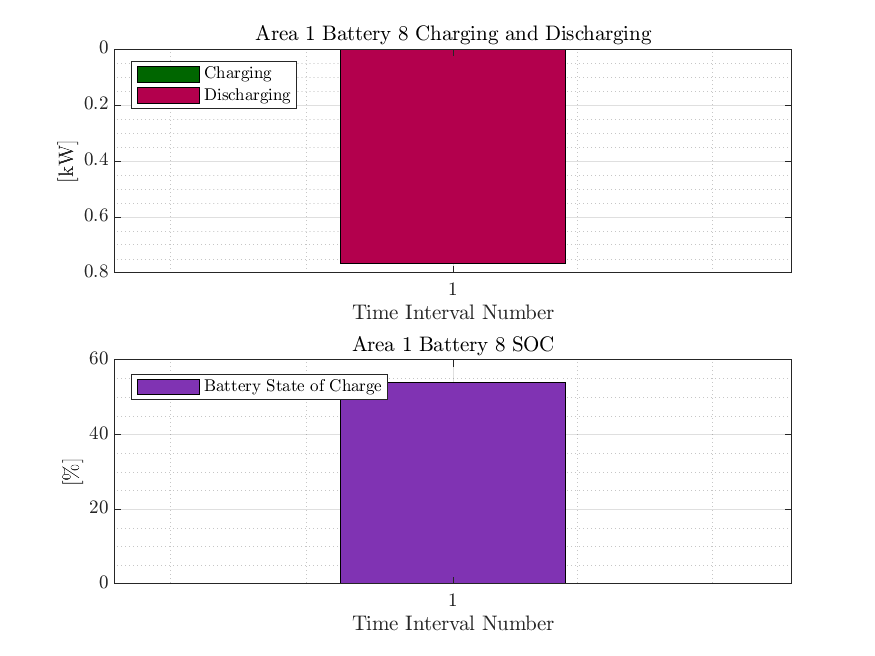 Area 1 Battery 8 Charging and Discharging
0
0.2
0.4
0.6
0.8
[kW]
Charging
Discharging
1
Time Interval Number
Area 1 Battery 8 SOC
60
40
20
0
[%]
Battery State of Charge
1
Time Interval Number